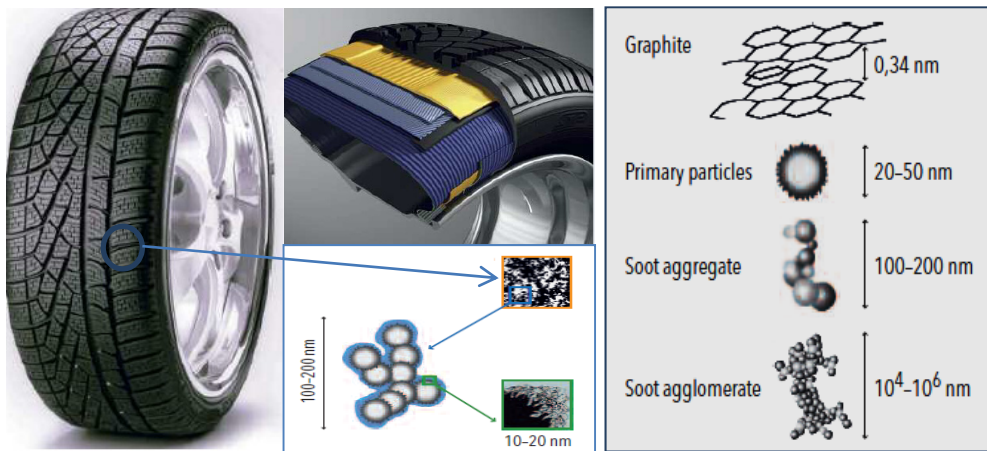 100–200 nm
10–20 nm
Graphite
0,34 nm
Primary particles
20–50 nm
Soot aggregate
100–200 nm
Soot agglomerate
10⁴–10⁶ nm